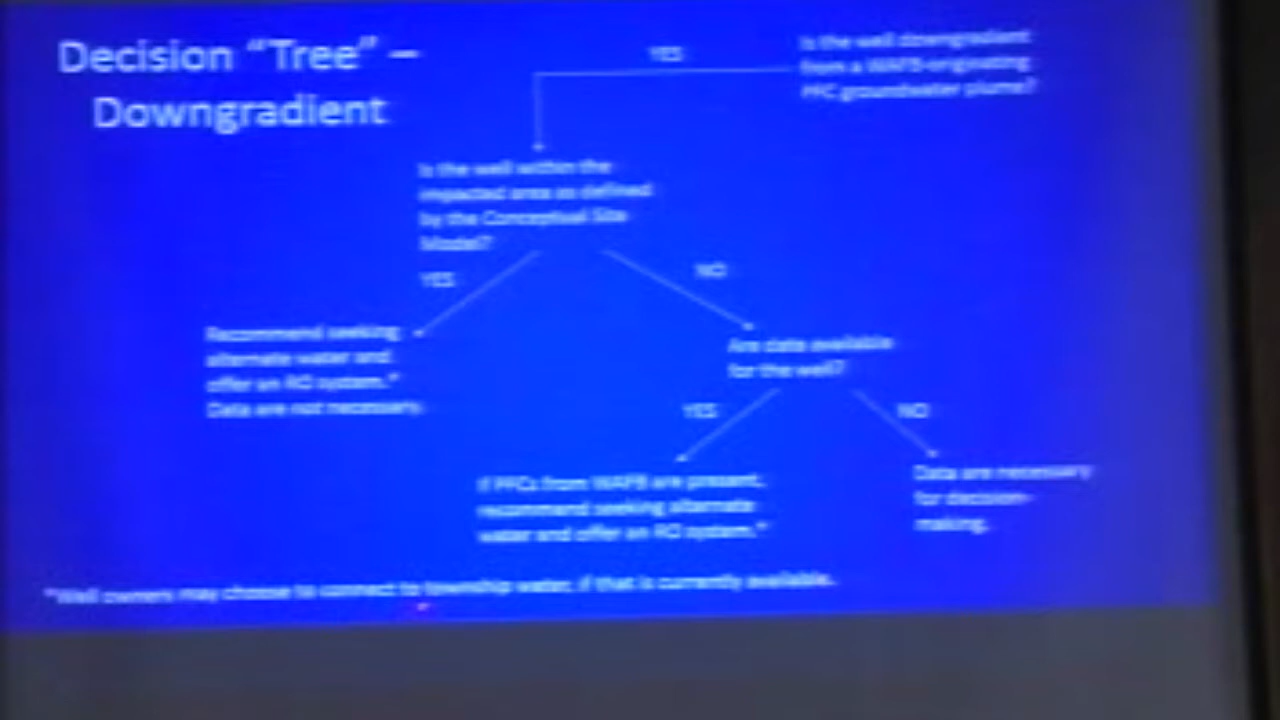 Decision "Tree" –
Downgradient
YES
Is the well downgradient
from a WAFB-originating
PFC groundwater plume?
Is the well within the
impacted area as defined
by the Conceptual Site
Model?
YES
NO
Recommend seeking
alternate water and
offer an RO system.*
Data are not necessary.
Are data available
for the well?
YES
NO
If PFCs from WAFB are present,
recommend seeking alternate
water and offer an RO system.*
Data are necessary
for decision-
making.
*Well owners may choose to connect to township water, if that is currently available.